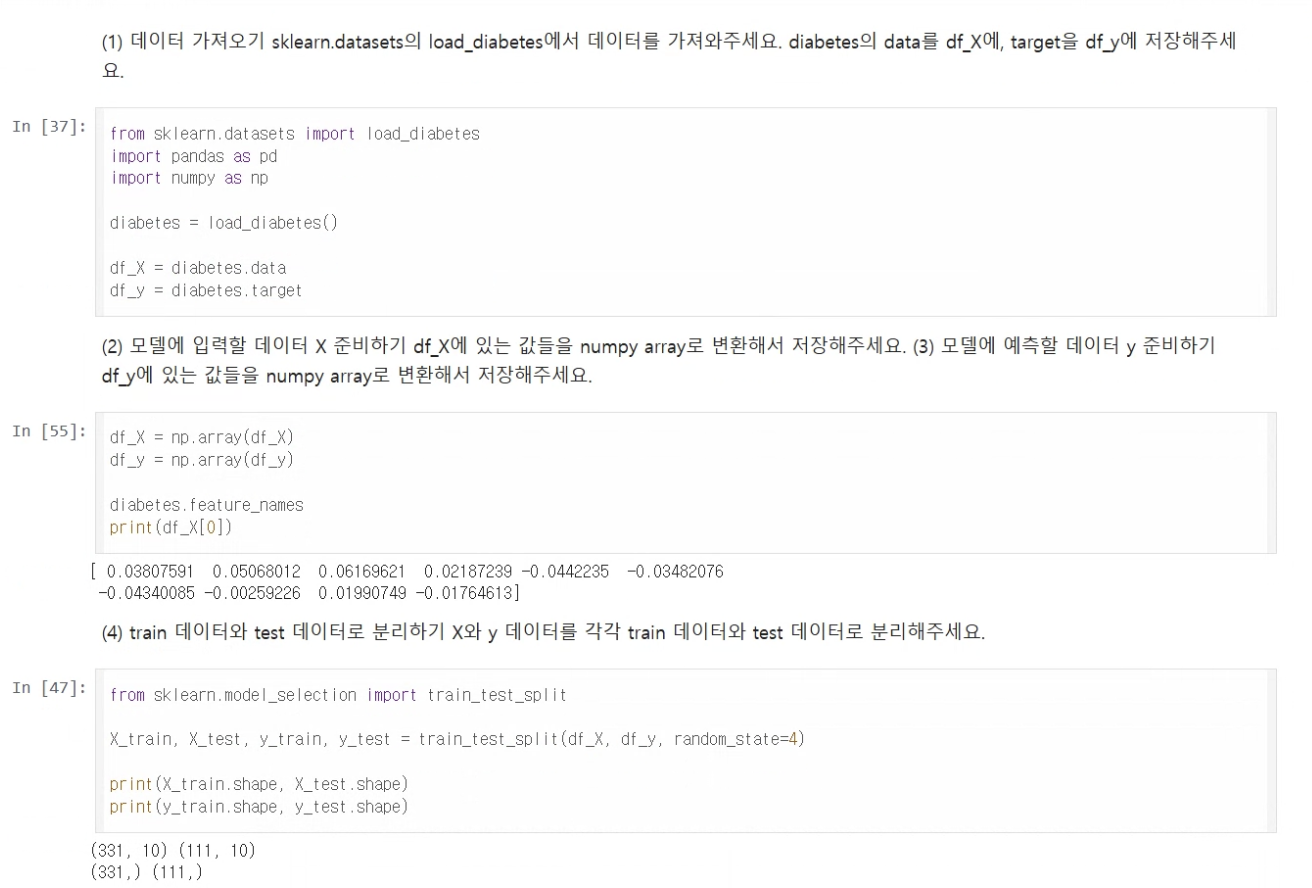 (1) 데이터 가져오기 sklearn.datasets의 load_diabetes에서 데이터를 가져와주세요. diabetes의 data를 df_X에, target을 df_y에 저장해주세
요.
In [37]:
from sklearn.datasets import load_diabetes
import pandas as pd
import numpy as np
diabetes = load_diabetes()
df_X = diabetes.data
df_y = diabetes.target
(2) 모델에 입력할 데이터 X 준비하기 df_X에 있는 값들을 numpy array로 변환해서 저장해주세요. (3) 모델에 예측할 데이터 y 준비하기
df_y에 있는 값들을 numpy array로 변환해서 저장해주세요.
In [55]:
df_X = np.array(df_X)
df_y = np.array(df_y)
diabetes.feature_names
print(df_X[0])
[ 0.03807591  0.05068012  0.06169621  0.02187239 -0.0442235  -0.03482076
 -0.04340085 -0.00259226  0.01990749 -0.01764613]
(4) train 데이터와 test 데이터로 분리하기 X와 y 데이터를 각각 train 데이터와 test 데이터로 분리해주세요.
In [47]:
from sklearn.model_selection import train_test_split
X_train, X_test, y_train, y_test = train_test_split(df_X, df_y, random_state=4)
print(X_train.shape, X_test.shape)
print(y_train.shape, y_test.shape)
(331, 10) (111, 10)
(331,) (111,)